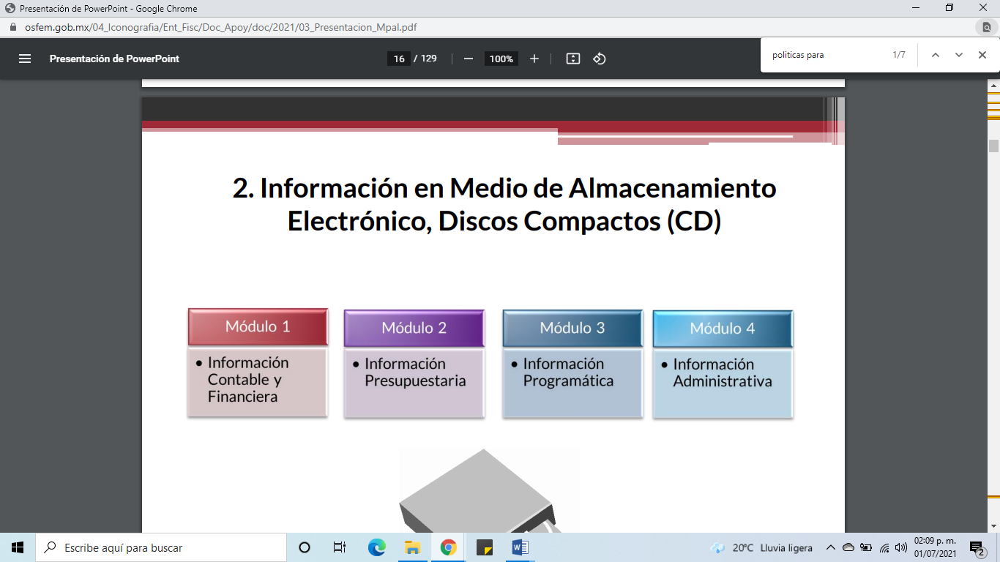 Presentación de PowerPoint - Google Chrome
osfem.gob.mx/04_Iconografia/Ent_Fisc/Doc_Apoy/doc/2021/03_Presentacion_Mpal.pdf
Presentación de PowerPoint
16 / 129
100%
politicas para
1/7
2. Información en Medio de Almacenamiento
Electrónico, Discos Compactos (CD)
Módulo 1
• Información
Contable y
Financiera
Módulo 2
• Información
Presupuestaria
Módulo 3
• Información
Programática
Módulo 4
• Información
Administrativa
Escribe aquí para buscar
20°C Lluvia ligera
02:09 p. m.
01/07/2021
2